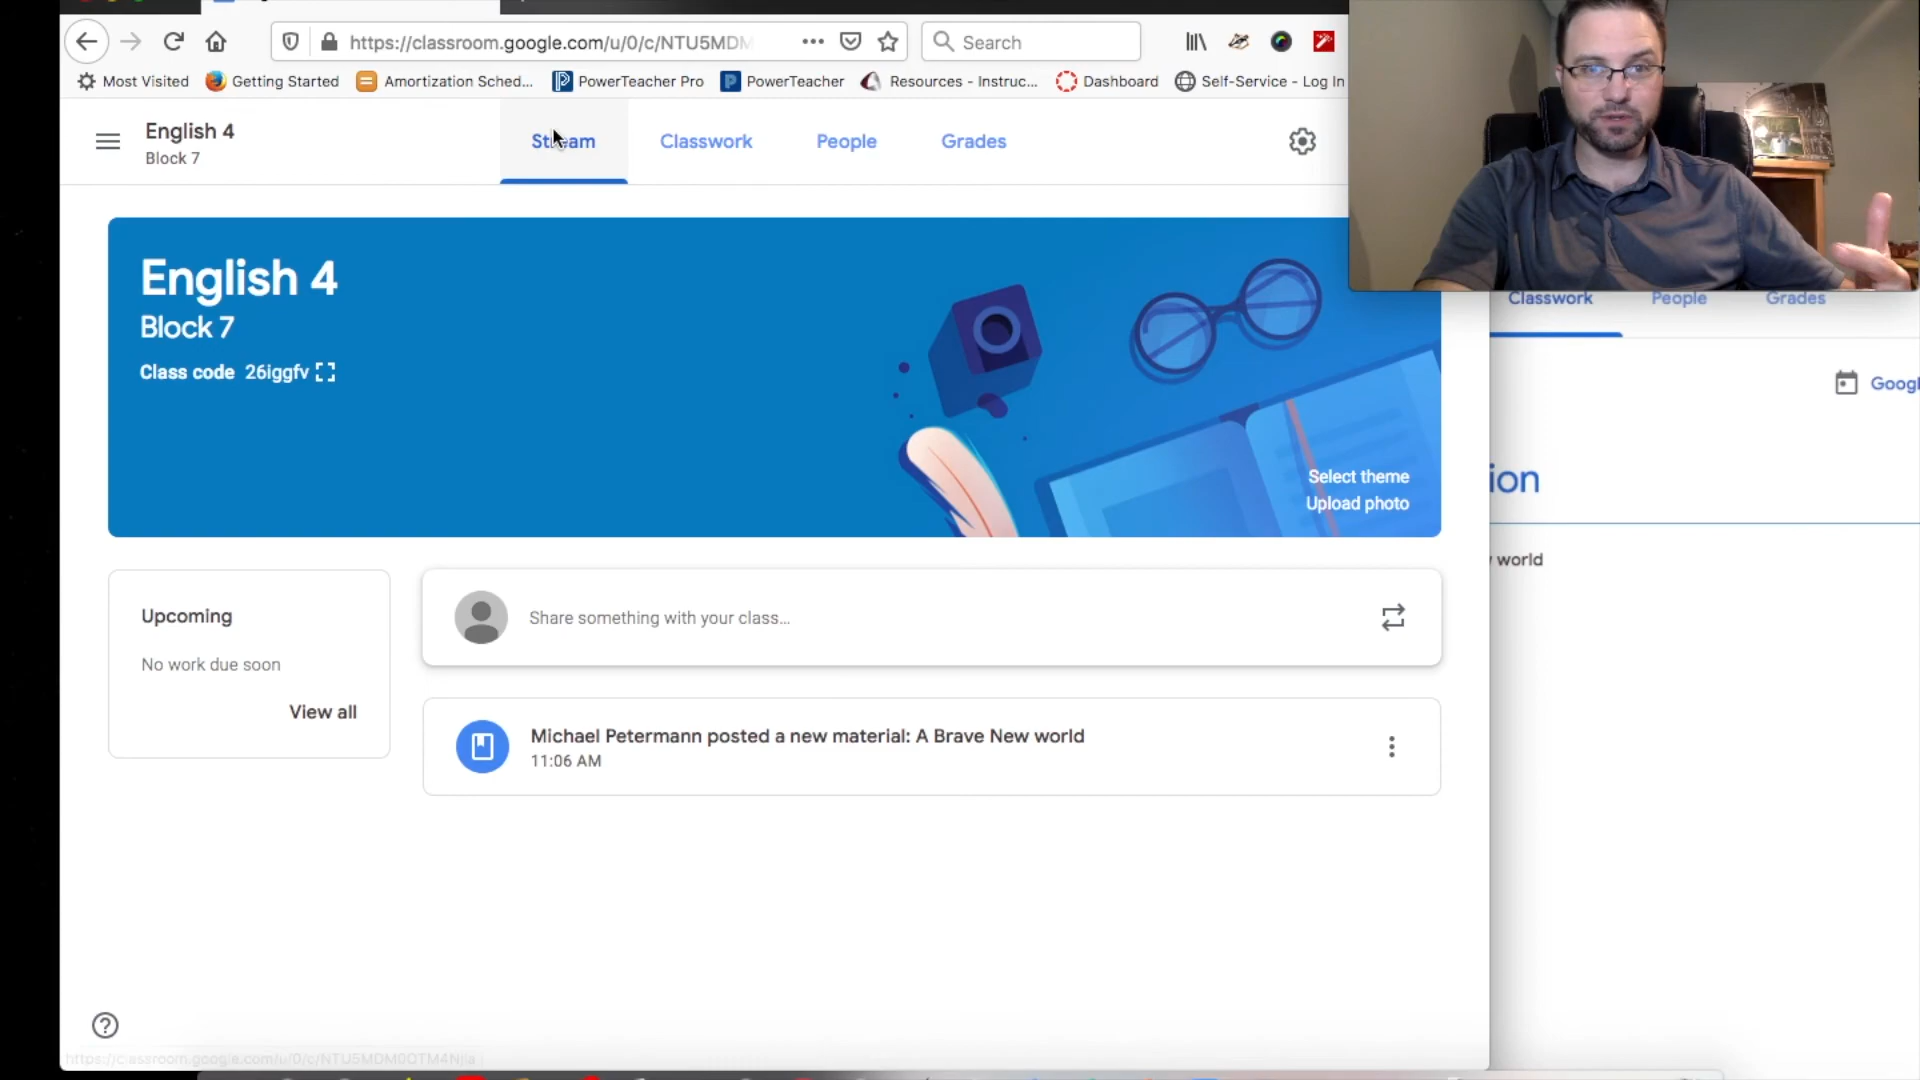 https://classroom.google.com/u/0/c/NTU5MDM
Search
Most Visited
Getting Started
Amortization Sched...
PowerTeacher Pro
PowerTeacher
Resources - Instruc...
Dashboard
Self-Service - Log In
English 4
Block 7
Stream
Classwork
People
Grades
English 4
Block 7
Class code 26iggfv
Select theme
Upload photo
Classwork
People
Grades
Googl
ion
world
Upcoming
No work due soon
View all
Share something with your class...
Michael Petermann posted a new material: A Brave New world
11:06 AM